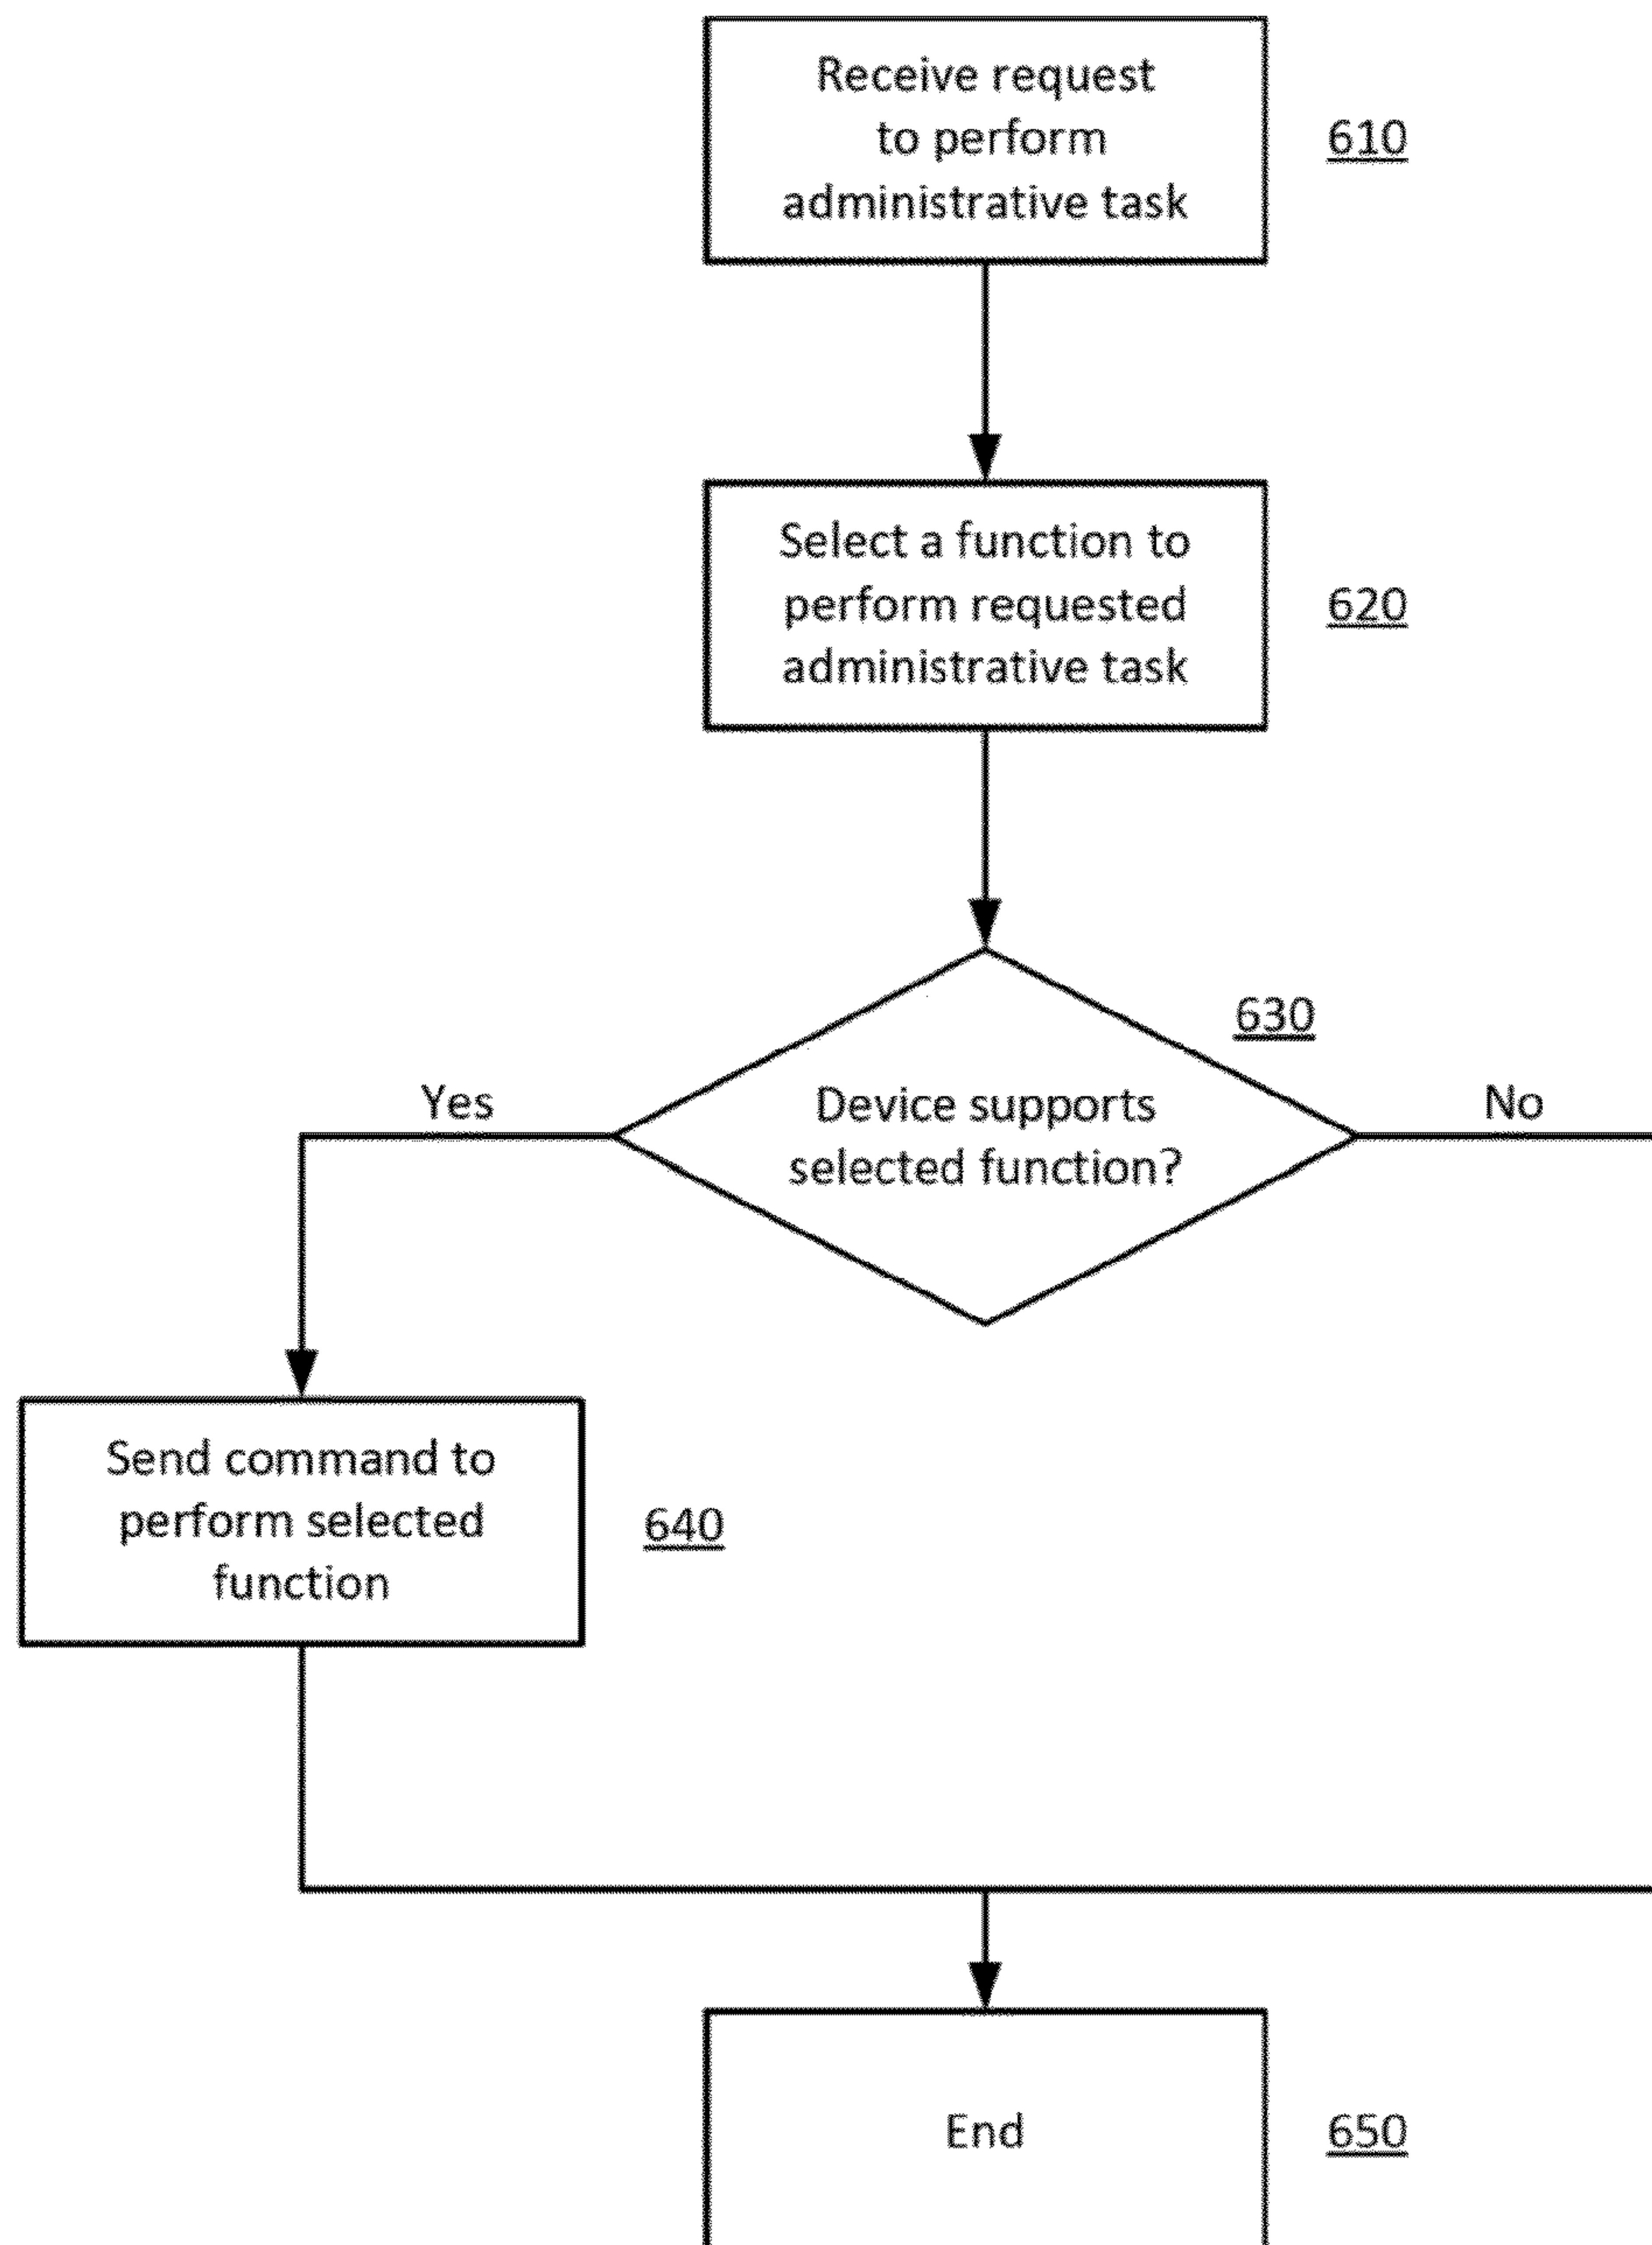 Receive request
to perform
administrative task
610
Select a function to
perform requested
administrative task
620
630
Yes
Device supports
selected function?
No
Send command to
perform selected
function
640
End
650